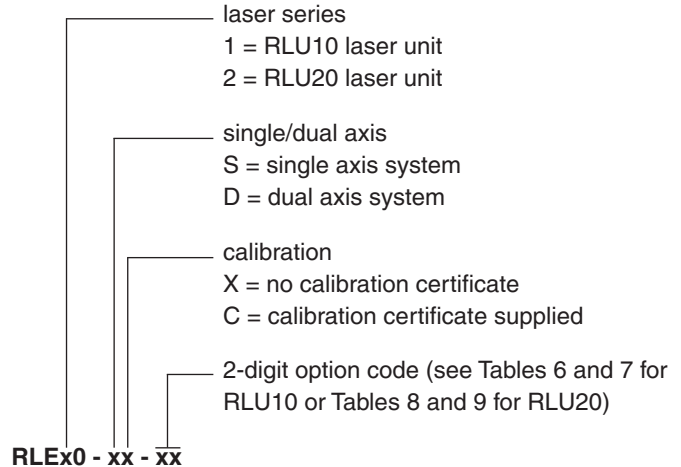 laser series
1 = RLU10 laser unit
2 = RLU20 laser unit
single/dual axis
S = single axis system
D = dual axis system
calibration
X = no calibration certificate
C = calibration certificate supplied
2-digit option code (see Tables 6 and 7 for
RLU10 or Tables 8 and 9 for RLU20)
RLEx0 - xx - xx